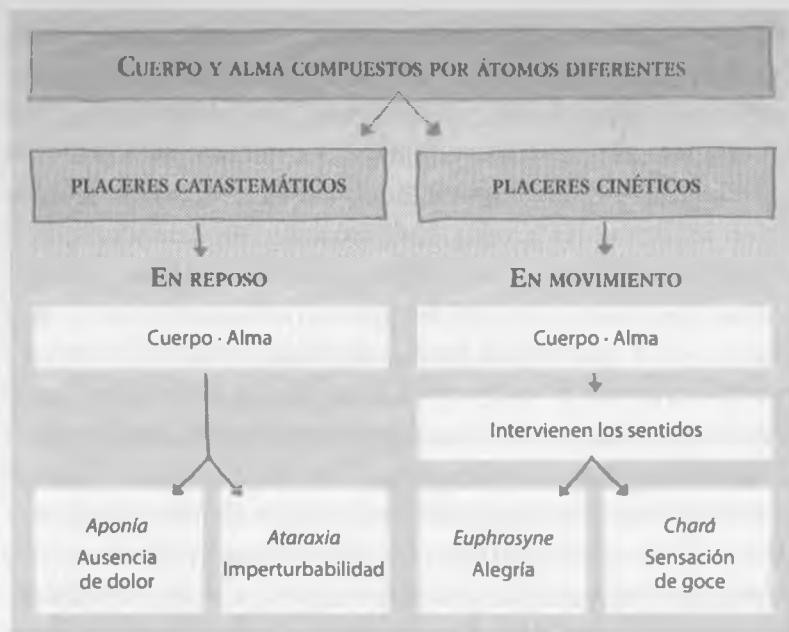 CUERPO Y ALMA COMPUESTOS POR ÁTOMOS DIFERENTES
PLACERES CATASTEMÁTICOS
PLACERES CINÉTICOS
EN REPOSO
EN MOVIMIENTO
Cuerpo · Alma
Cuerpo · Alma
Intervienen los sentidos
Aponía
Ausencia
de dolor
Ataraxia
Imperturbabilidad
Euphrosyne
Alegría
Chará
Sensación
de goce